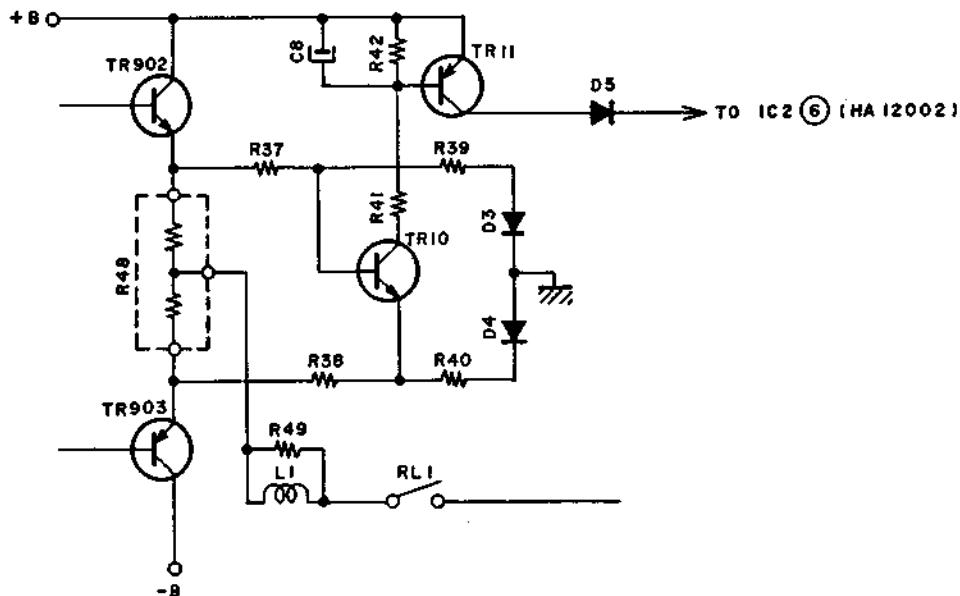 +B
TR902
C8
R42
TR11
D5
TO IC2 ⑥ (HA12002)
R37
R39
R41
TR10
D3
R48
D4
R38
R40
TR903
R49
L1
RL1
-B